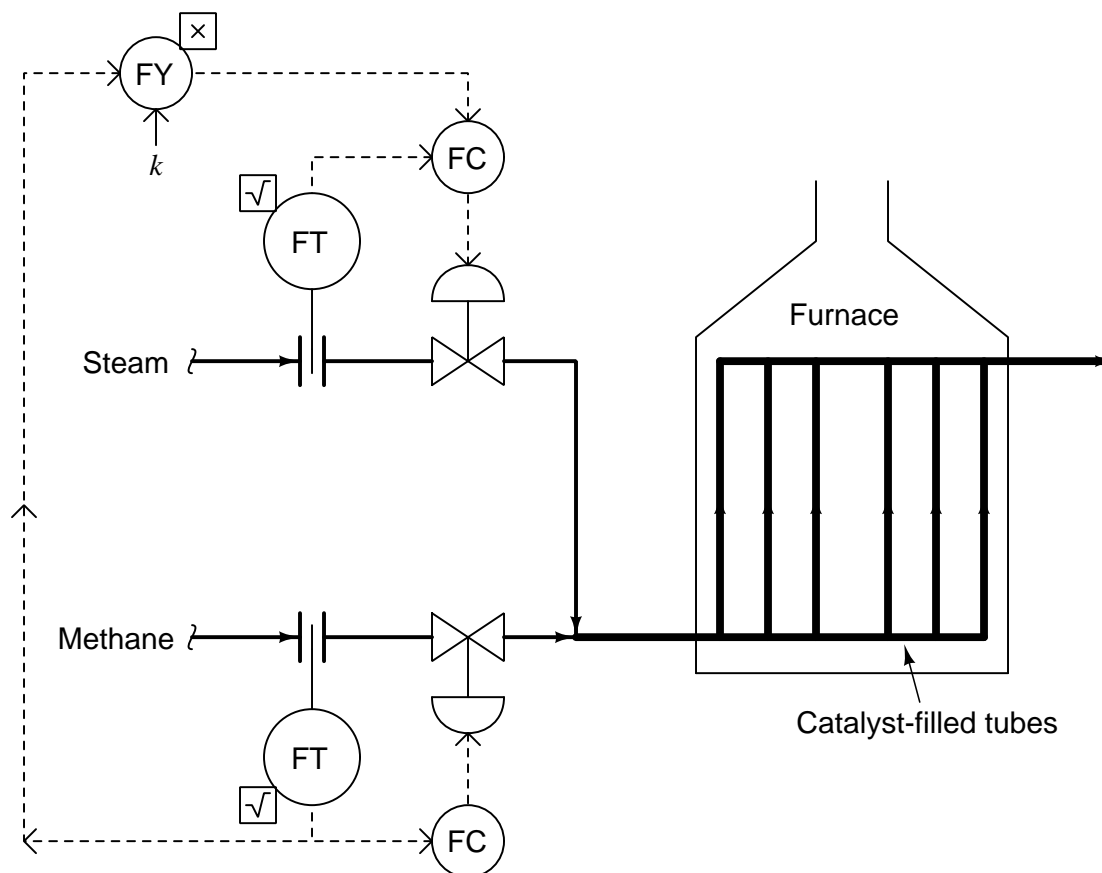 ×
FY
k
FC
√
FT
Furnace
Steam
Methane
Catalyst-filled tubes
FT
√
FC